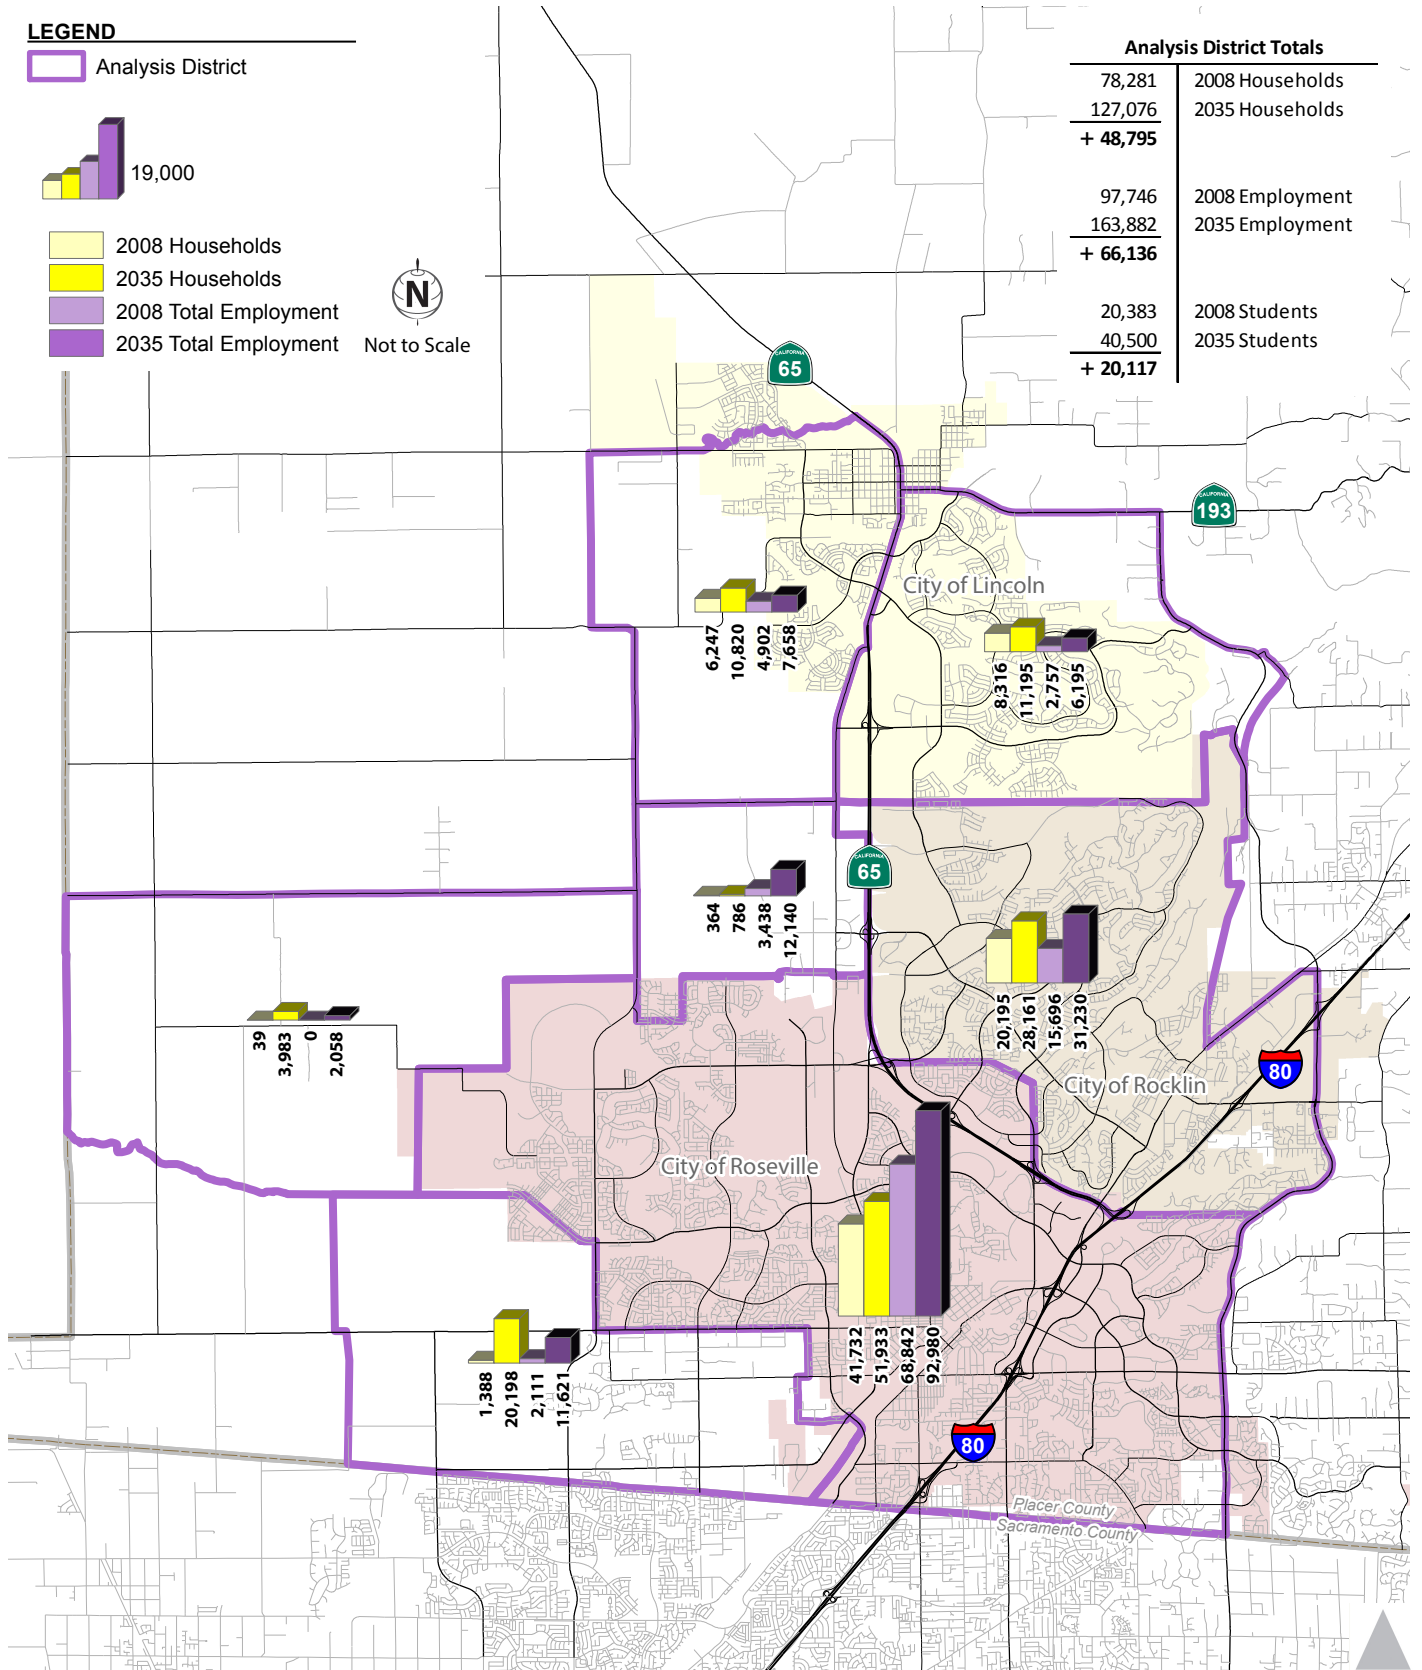 LEGEND
Analysis District
19,000
2008 Households
2035 Households
2008 Total Employment
2035 Total Employment
N
Not to Scale
Analysis District Totals
78,281 2008 Households
127,076 2035 Households
+ 48,795
97,746 2008 Employment
163,882 2035 Employment
+ 66,136
20,383 2008 Students
40,500 2035 Students
+ 20,117
CALIFORNIA
65
CALIFORNIA
193
City of Lincoln
6,247
10,820
4,902
7,658
8,316
11,195
2,757
6,195
CALIFORNIA
65
364
786
3,438
12,140
20,195
28,161
15,696
31,230
39
3,983
0
2,058
City of Rocklin
80
City of Roseville
41,732
51,933
68,842
92,980
1,388
20,198
2,111
11,621
80
Placer County
Sacramento County